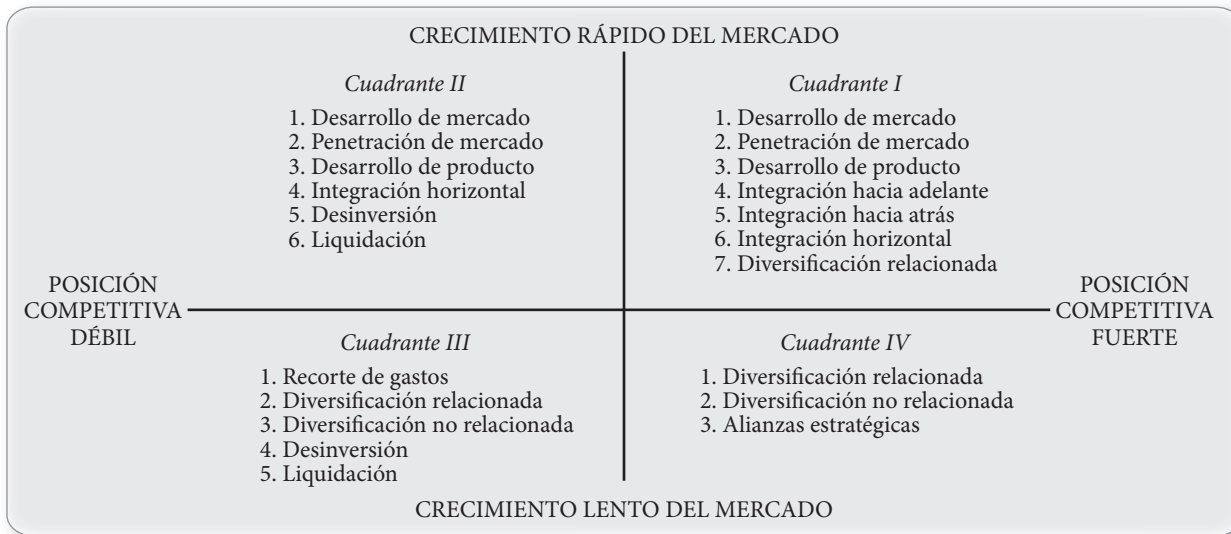 CRECIMIENTO RÁPIDO DEL MERCADO
Cuadrante II
1. Desarrollo de mercado
2. Penetración de mercado
3. Desarrollo de producto
4. Integración horizontal
5. Desinversión
6. Liquidación
Cuadrante I
1. Desarrollo de mercado
2. Penetración de mercado
3. Desarrollo de producto
4. Integración hacia adelante
5. Integración hacia atrás
6. Integración horizontal
7. Diversificación relacionada
POSICIÓN
COMPETITIVA
DÉBIL
POSICIÓN
COMPETITIVA
FUERTE
Cuadrante III
1. Recorte de gastos
2. Diversificación relacionada
3. Diversificación no relacionada
4. Desinversión
5. Liquidación
Cuadrante IV
1. Diversificación relacionada
2. Diversificación no relacionada
3. Alianzas estratégicas
CRECIMIENTO LENTO DEL MERCADO